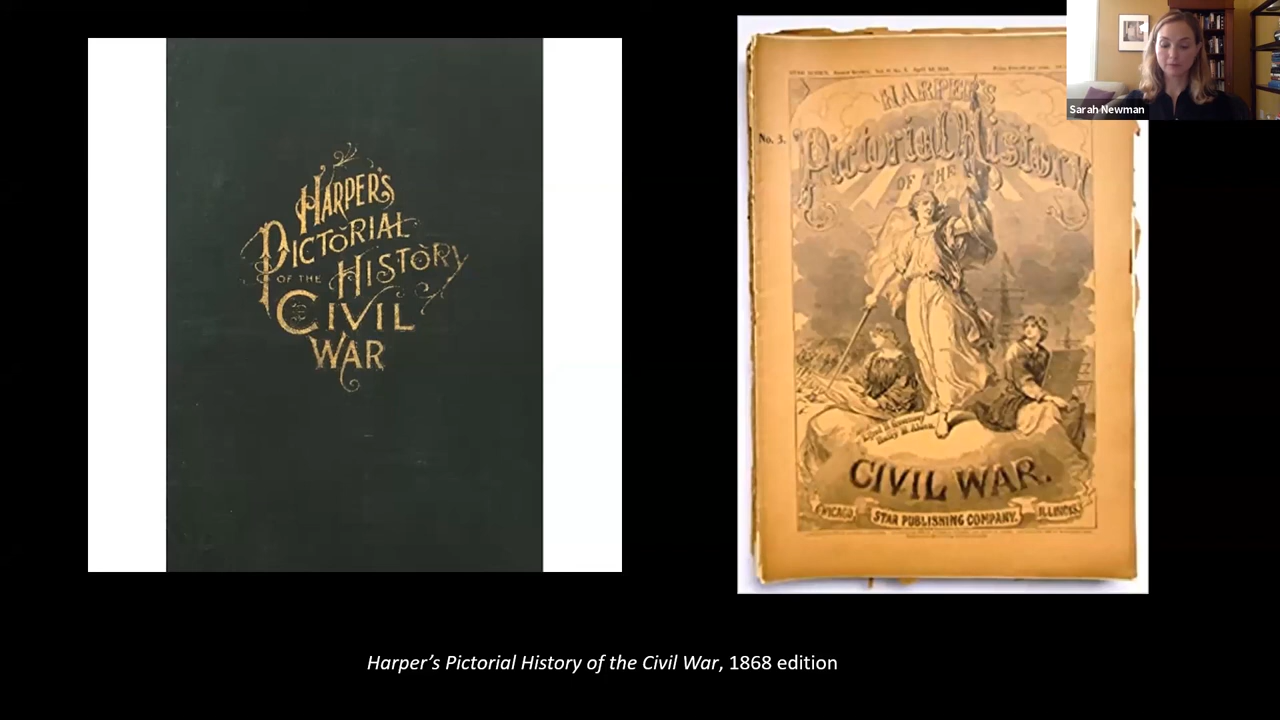 HARPER'S
PICTORIAL
OF THE HISTORY
CIVIL
WAR
No. 3.
HARPER'S
Pictorial History
OF THE
CIVIL WAR.
CHICAGO, STAR PUBLISHING COMPANY. ILLINOIS.
Sarah Newman
Harper's Pictorial History of the Civil War, 1868 edition